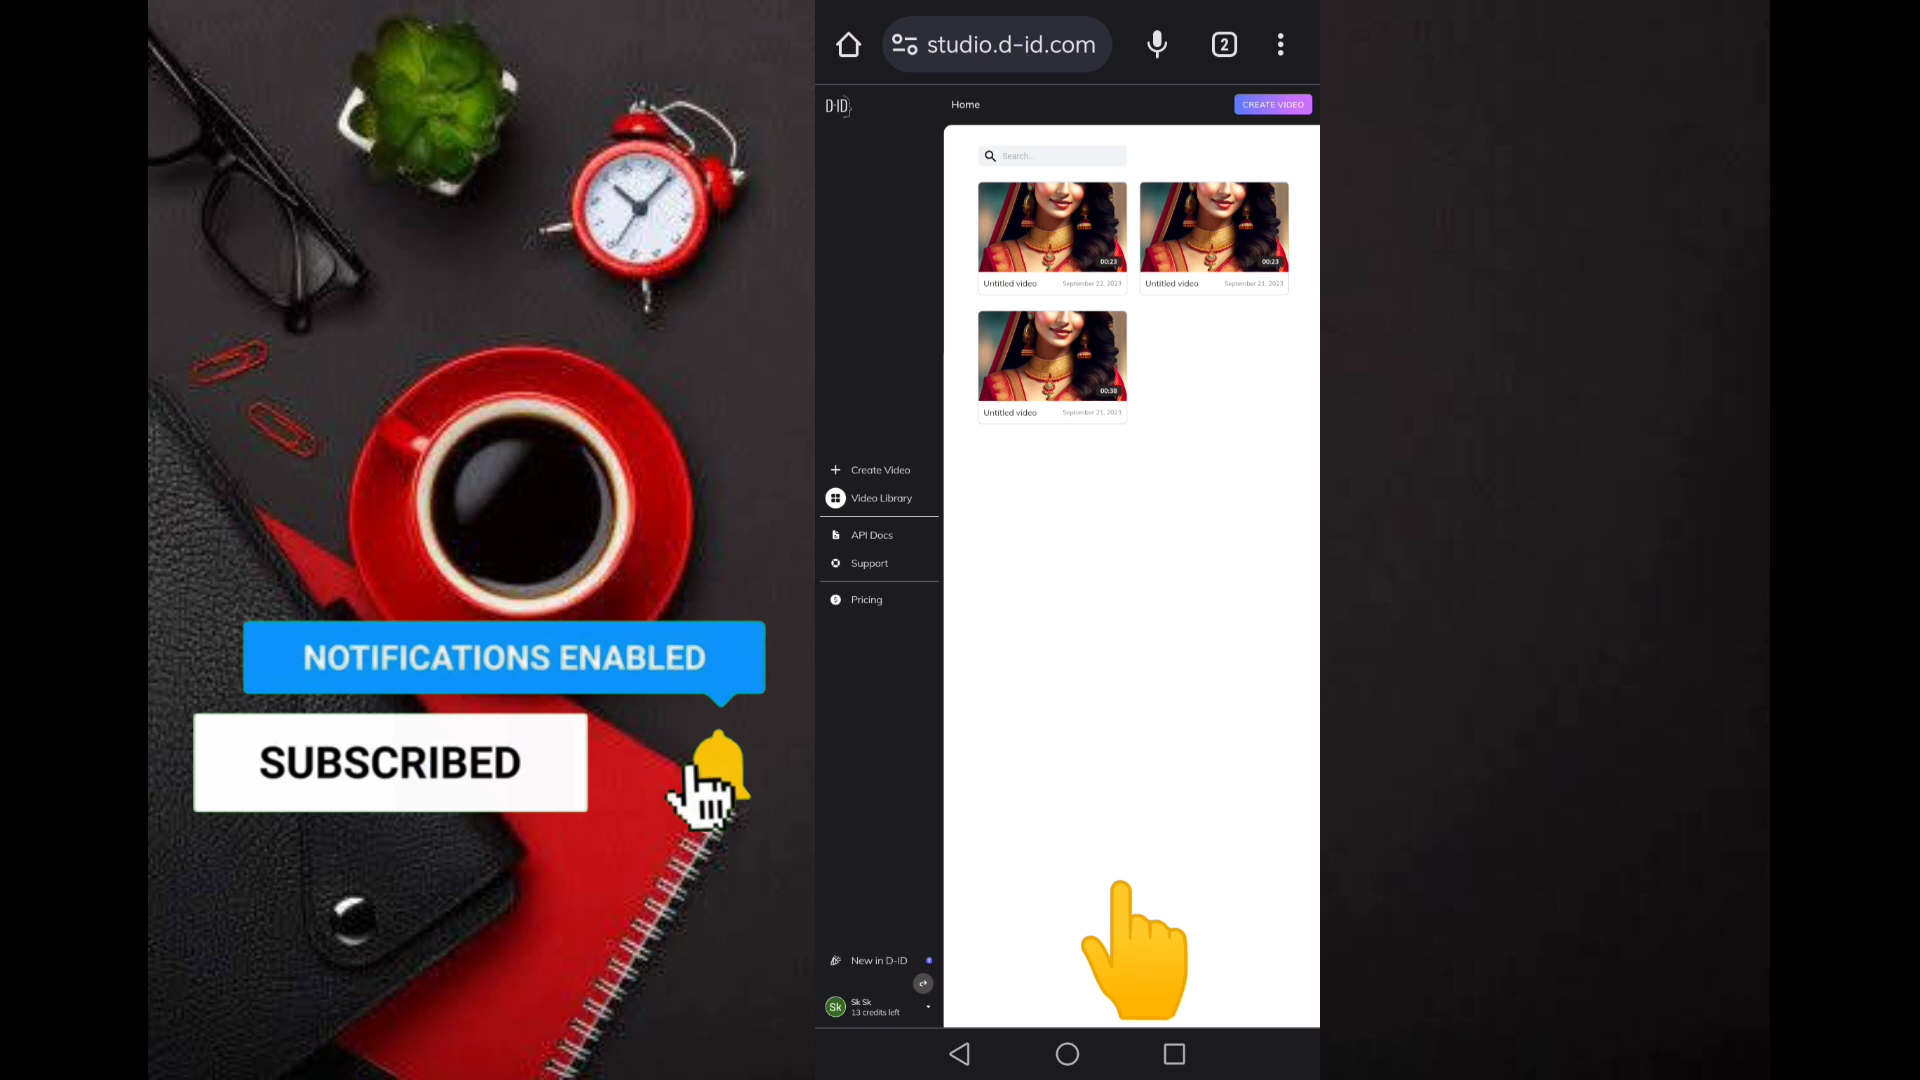 NOTIFICATIONS ENABLED
SUBSCRIBED
studio.d-id.com
2
D-ID
Home
CREATE VIDEO
Search...
00:23
00:23
Untitled video
September 22, 2023
Untitled video
September 21, 2023
00:38
Untitled video
September 21, 2023
Create Video
Video Library
API Docs
Support
Pricing
New in D-ID
Sk
Sk Sk
13 credits left